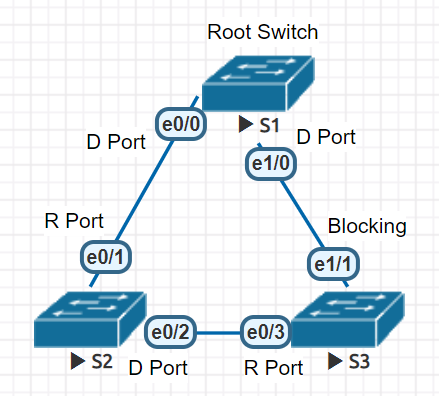 Root Switch
e0/0
S1
D Port
D Port
e1/0
R Port
Blocking
e0/1
e1/1
e0/2
e0/3
S2
D Port
R Port
S3